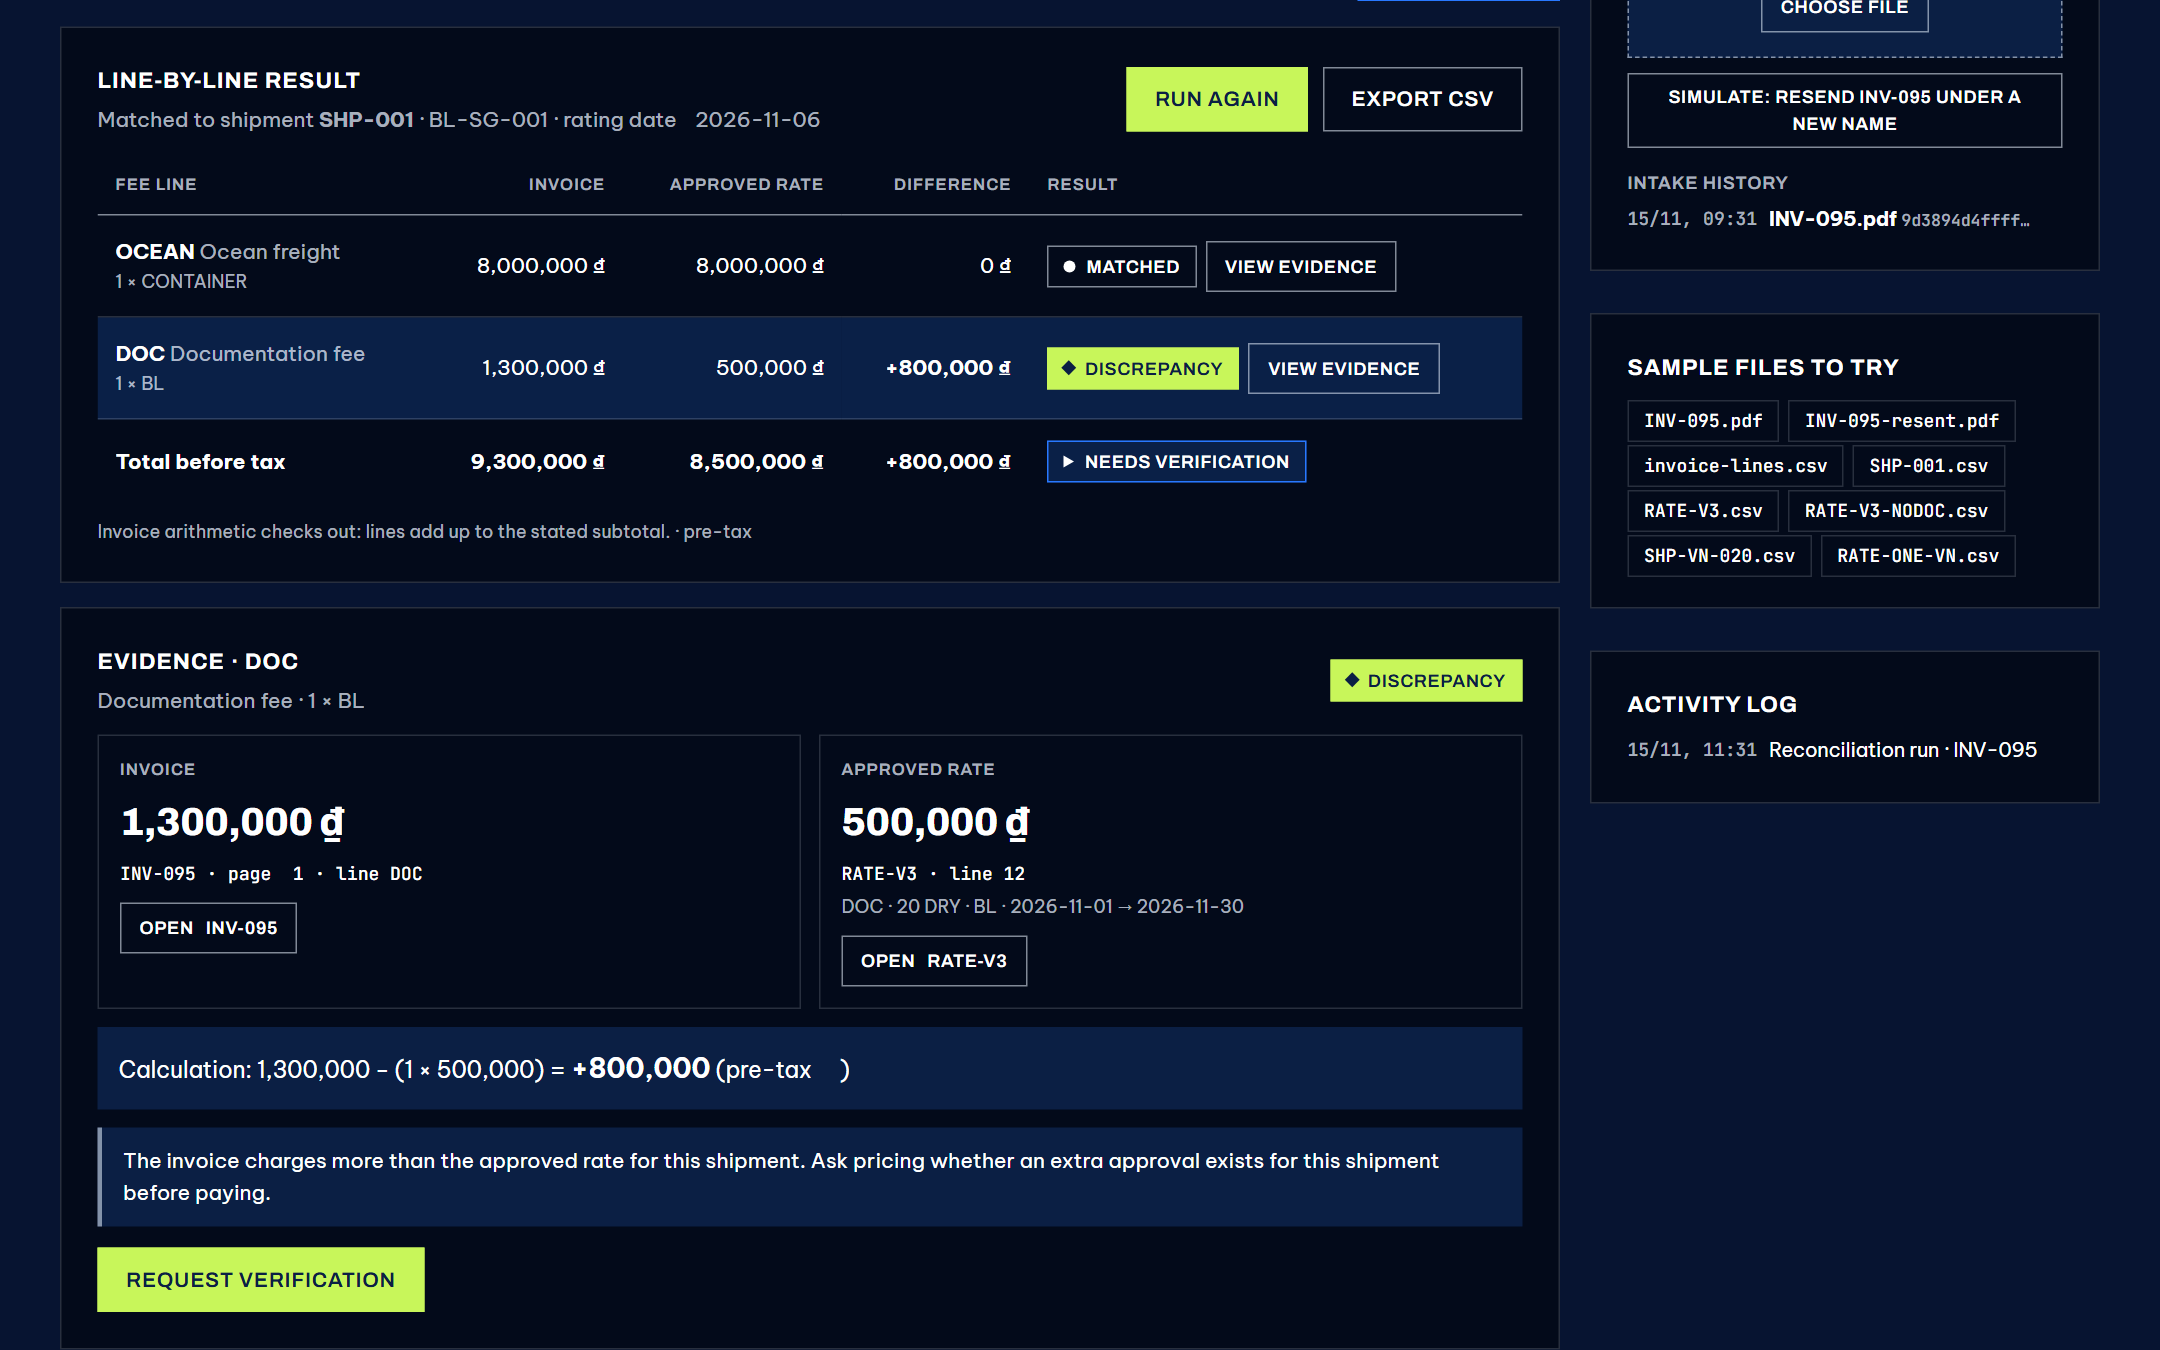 LINE-BY-LINE RESULT
Matched to shipment SHP-001 · BL-SG-001 · rating date 2026-11-06
RUN AGAIN
EXPORT CSV
FEE LINE INVOICE APPROVED RATE DIFFERENCE RESULT
OCEAN Ocean freight
1 × CONTAINER
8,000,000 ₫ 8,000,000 ₫ 0 ₫ ● MATCHED VIEW EVIDENCE
DOC Documentation fee
1 × BL
1,300,000 ₫ 500,000 ₫ +800,000 ₫ ◆ DISCREPANCY VIEW EVIDENCE
Total before tax 9,300,000 ₫ 8,500,000 ₫ +800,000 ₫ ▶ NEEDS VERIFICATION
Invoice arithmetic checks out: lines add up to the stated subtotal. · pre-tax
EVIDENCE · DOC
Documentation fee · 1 × BL
◆ DISCREPANCY
INVOICE
1,300,000 ₫
INV-095 · page 1 · line DOC
OPEN INV-095
APPROVED RATE
500,000 ₫
RATE-V3 · line 12
DOC · 20 DRY · BL · 2026-11-01 → 2026-11-30
OPEN RATE-V3
Calculation: 1,300,000 − (1 × 500,000) = +800,000 (pre-tax )
The invoice charges more than the approved rate for this shipment. Ask pricing whether an extra approval exists for this shipment
before paying.
REQUEST VERIFICATION
CHOOSE FILE
SIMULATE: RESEND INV-095 UNDER A
NEW NAME
INTAKE HISTORY
15/11, 09:31 INV-095.pdf 9d3894d4ffff…
SAMPLE FILES TO TRY
INV-095.pdf INV-095-resent.pdf
invoice-lines.csv SHP-001.csv
RATE-V3.csv RATE-V3-NODOC.csv
SHP-VN-020.csv RATE-ONE-VN.csv
ACTIVITY LOG
15/11, 11:31 Reconciliation run · INV-095